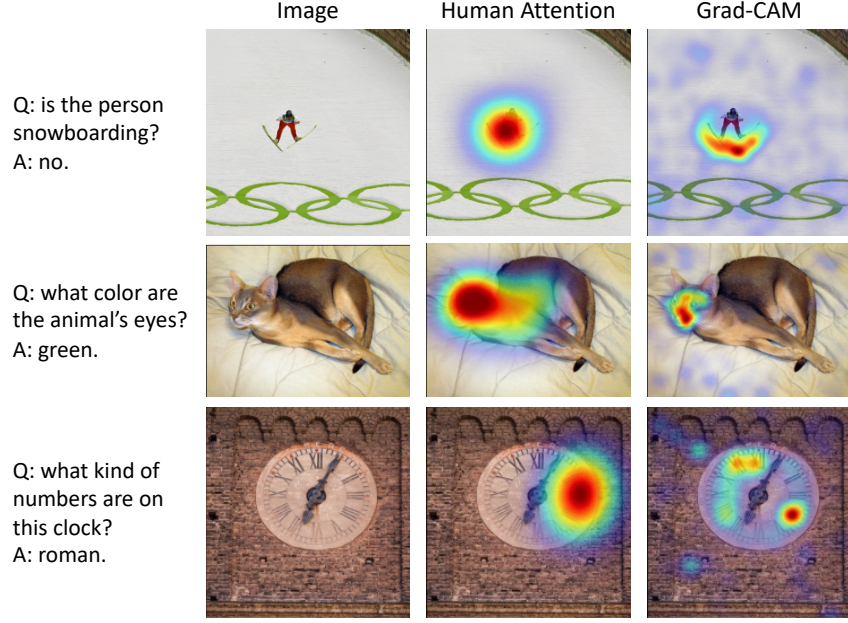 Image Human Attention Grad-CAM
Q: is the person
snowboarding?
A: no.
Q: what color are
the animal's eyes?
A: green.
Q: what kind of
numbers are on
this clock?
A: roman.